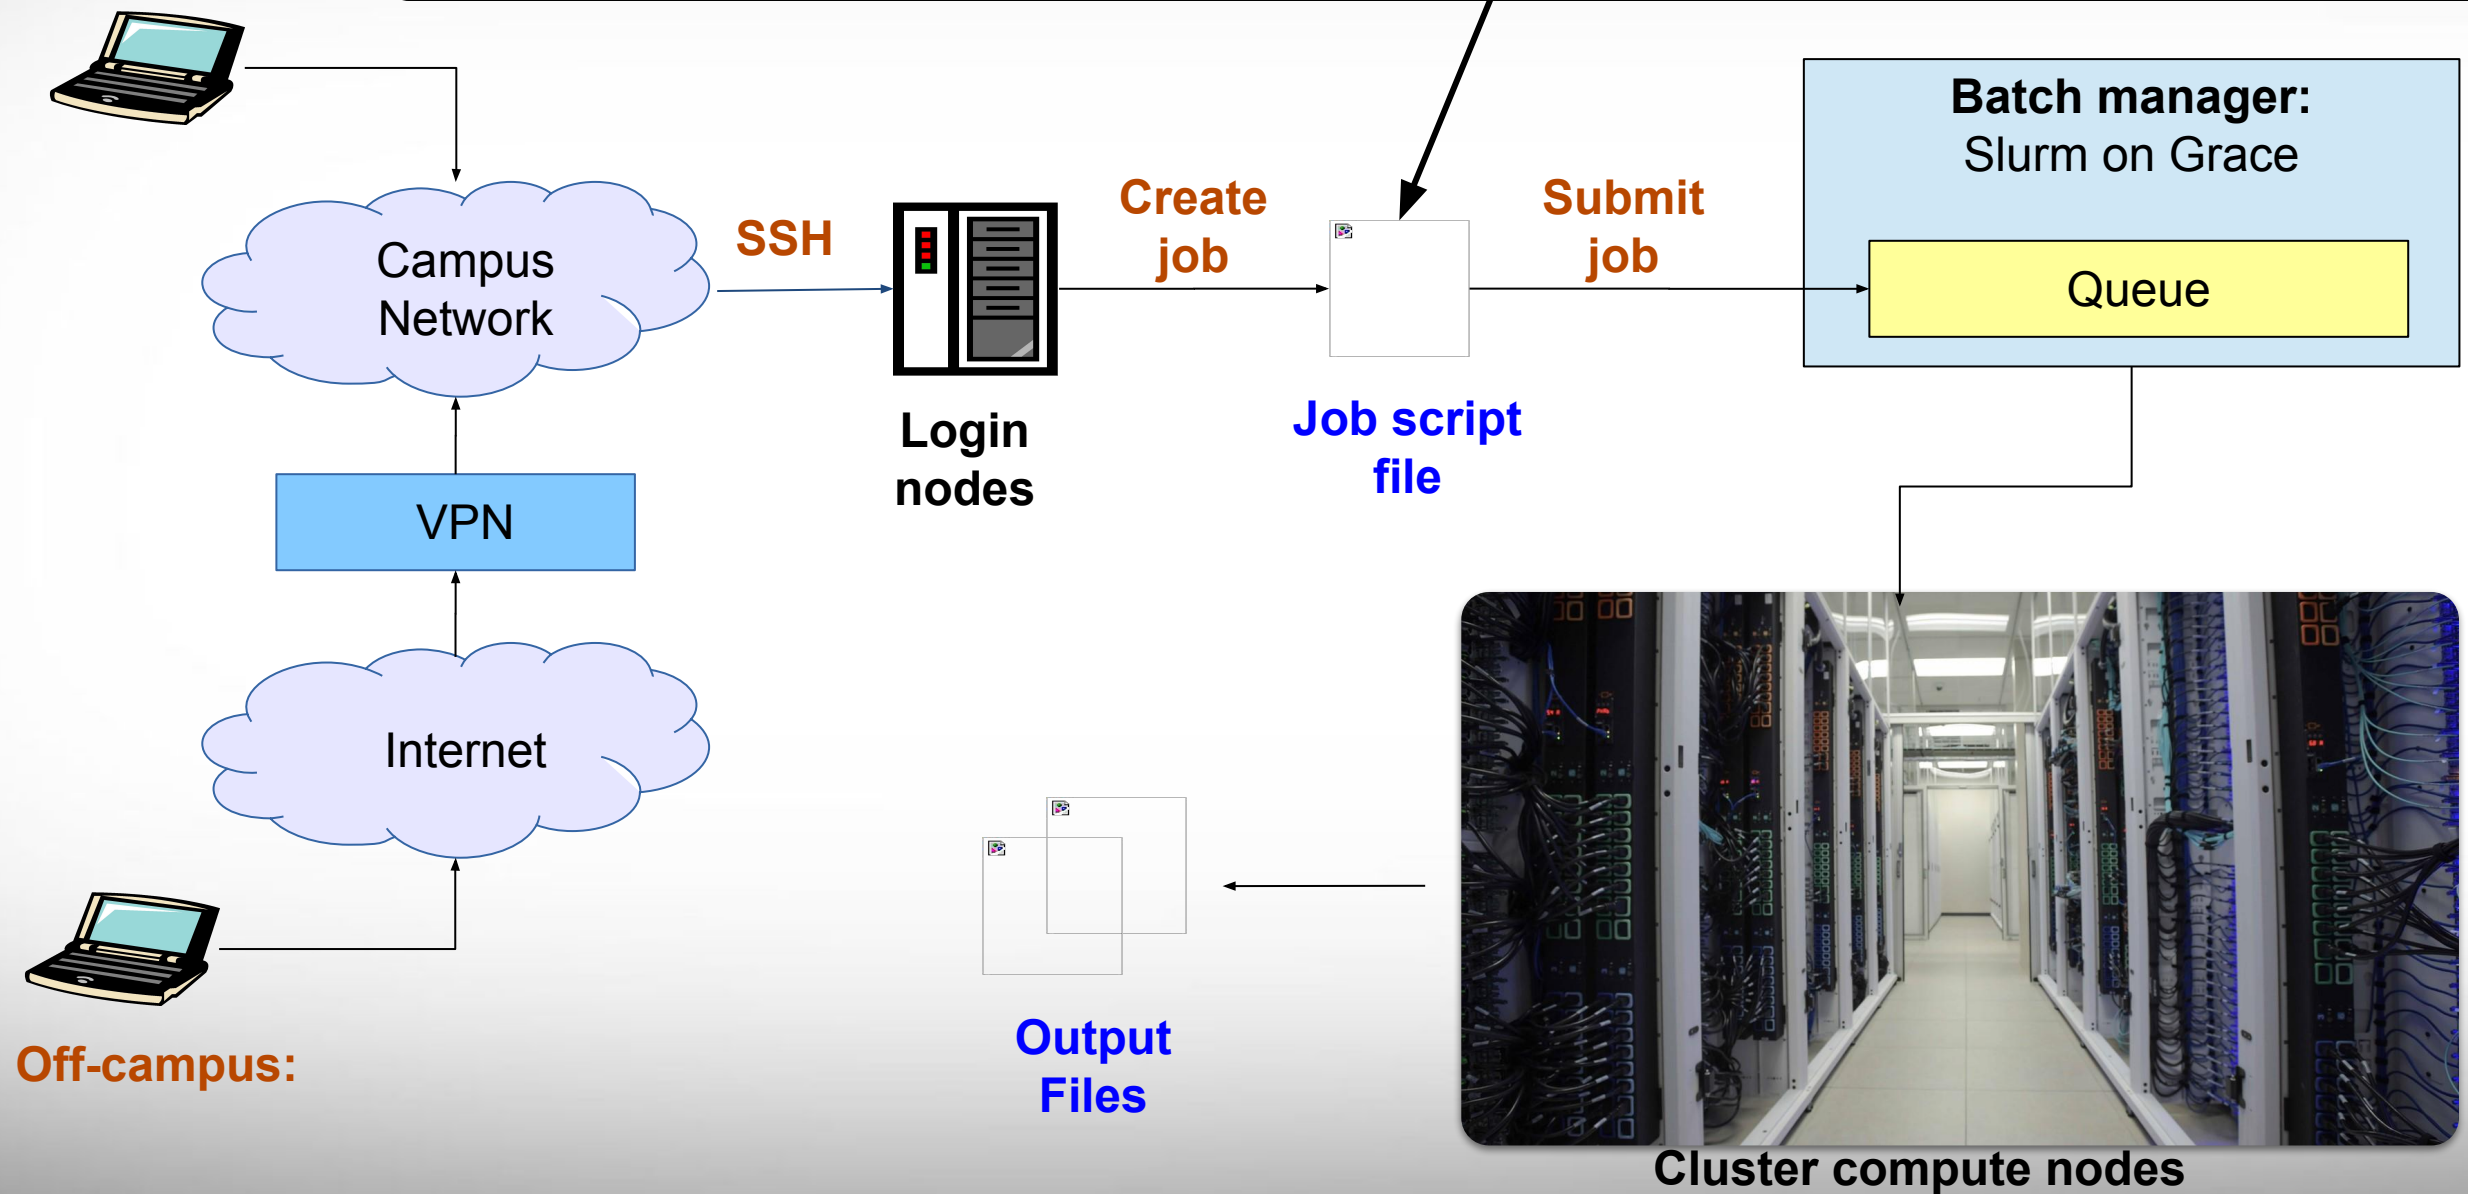 Batch manager:
Slurm on Grace
Queue
Create
job
Submit
job
SSH
Campus
Network
Login
nodes
Job script
file
VPN
Internet
Off-campus:
Output
Files
Cluster compute nodes